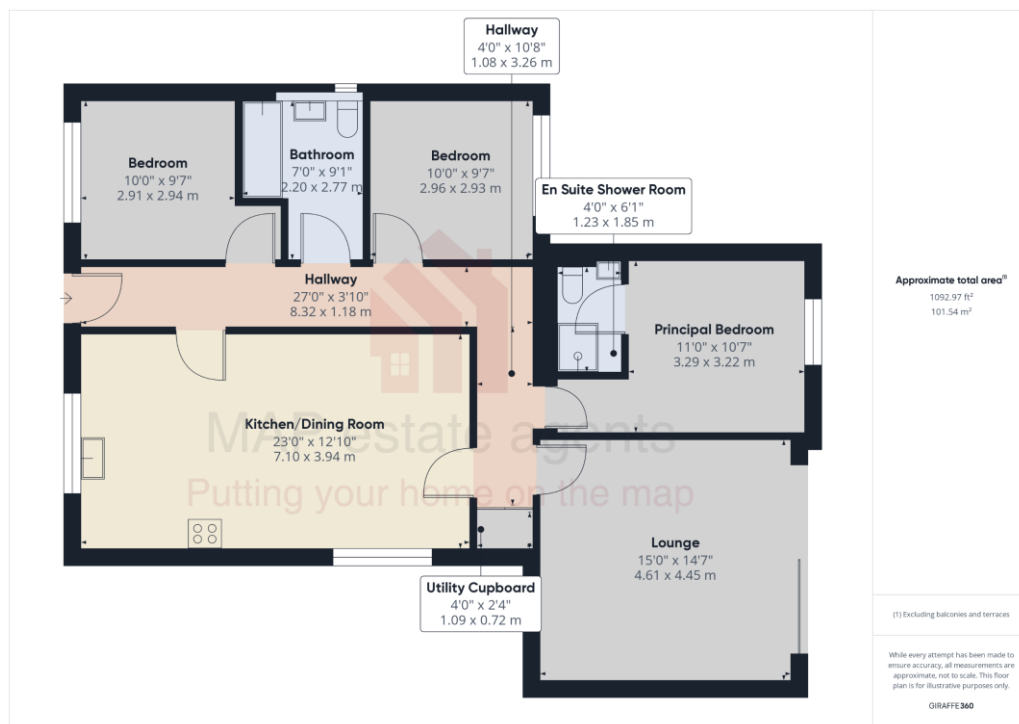 Hallway
4'0" x 10'8"
1.08 x 3.26 m
Bedroom
10'0" x 9'7"
2.91 x 2.94 m
Bathroom
7'0" x 9'1"
2.20 x 2.77 m
Bedroom
10'0" x 9'7"
2.96 x 2.93 m
En Suite Shower Room
4'0" x 6'1"
1.23 x 1.85 m
Hallway
27'0" x 3'10"
8.32 x 1.18 m
Principal Bedroom
11'0" x 10'7"
3.29 x 3.22 m
Kitchen/Dining Room
23'0" x 12'10"
7.10 x 3.94 m
MAP estate agents
Putting your home on the map
Lounge
15'0" x 14'7"
4.61 x 4.45 m
Utility Cupboard
4'0" x 2'4"
1.09 x 0.72 m
Approximate total area⁽¹⁾
1092.97 ft²
101.54 m²
(1) Excluding balconies and terraces
While every attempt has been made to
ensure accuracy, all measurements are
approximate, not to scale. This floor
plan is for illustrative purposes only.
GIRAFFE360